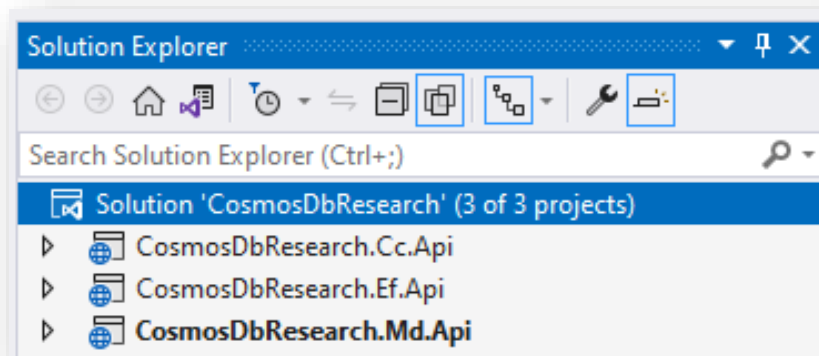 Solution Explorer
Search Solution Explorer (Ctrl+;)
Solution 'CosmosDbResearch' (3 of 3 projects)
CosmosDbResearch.Cc.Api
CosmosDbResearch.Ef.Api
CosmosDbResearch.Md.Api